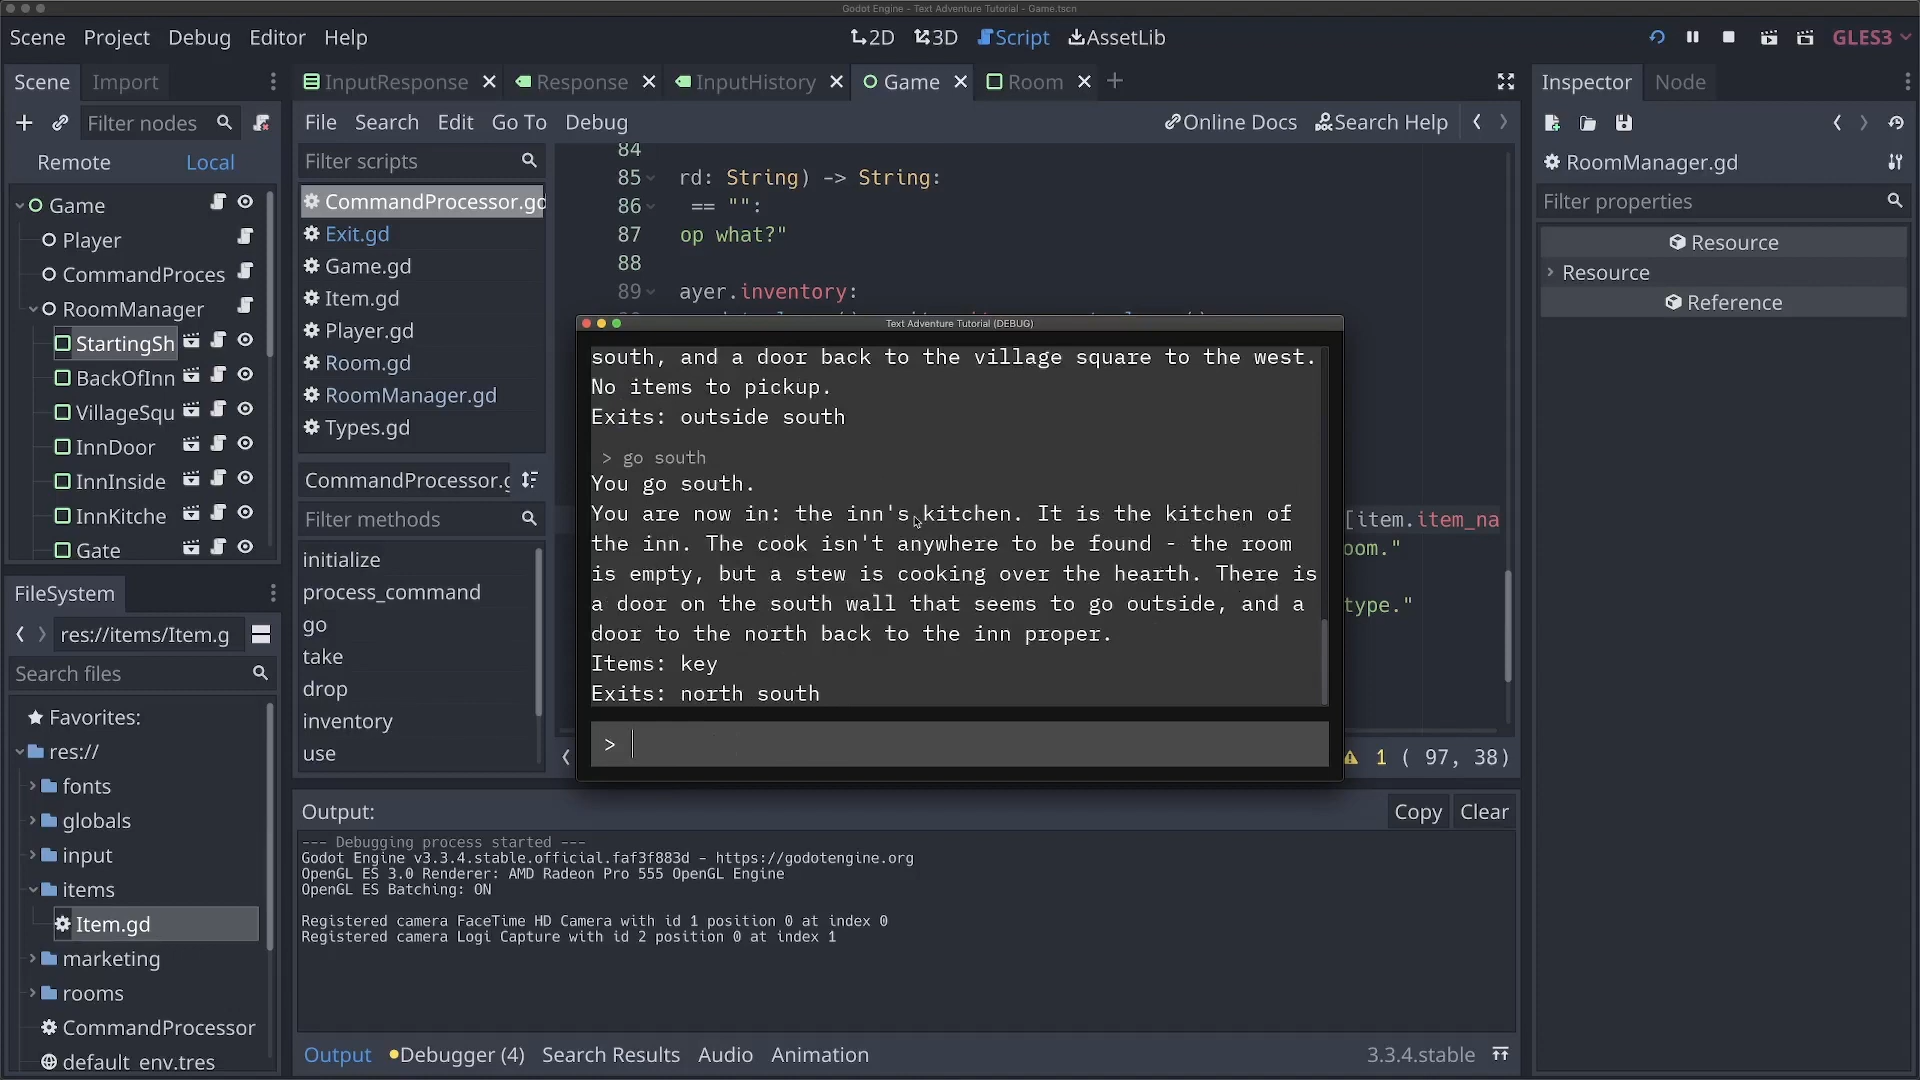 Godot Engine - Text Adventure Tutorial - Game.tscn
Scene Project Debug Editor Help
2D 3D Script AssetLib
GLES3
Scene Import
InputResponse Response InputHistory Game Room
Inspector Node
Filter nodes
File Search Edit Go To Debug
Online Docs Search Help
Remote Local
Filter scripts
RoomManager.gd
Filter properties
Resource
Resource
Reference
Game
Player
CommandProces
RoomManager
StartingSh
BackOfInn
VillageSqu
InnDoor
InnInside
InnKitche
Gate
CommandProcessor.gd
Exit.gd
Game.gd
Item.gd
Player.gd
Room.gd
RoomManager.gd
Types.gd
CommandProcessor.g
Filter methods
initialize
process_command
go
take
drop
inventory
use
84
85 rd: String) -> String:
86 == "":
87 op what?"
88
89 ayer.inventory:
[item.item_na
oom."
type."
1 ( 97, 38)
Text Adventure Tutorial (DEBUG)
south, and a door back to the village square to the west.
No items to pickup.
Exits: outside south
> go south
You go south.
You are now in: the inn's kitchen. It is the kitchen of
the inn. The cook isn't anywhere to be found - the room
is empty, but a stew is cooking over the hearth. There is
a door on the south wall that seems to go outside, and a
door to the north back to the inn proper.
Items: key
Exits: north south
>
FileSystem
res://items/Item.g
Search files
Favorites:
res://
fonts
globals
input
items
Item.gd
marketing
rooms
CommandProcessor
default_env.tres
Output:
Copy Clear
--- Debugging process started ---
Godot Engine v3.3.4.stable.official.faf3f883d - https://godotengine.org
OpenGL ES 3.0 Renderer: AMD Radeon Pro 555 OpenGL Engine
OpenGL ES Batching: ON
Registered camera FaceTime HD Camera with id 1 position 0 at index 0
Registered camera Logi Capture with id 2 position 0 at index 1
Output Debugger (4) Search Results Audio Animation
3.3.4.stable